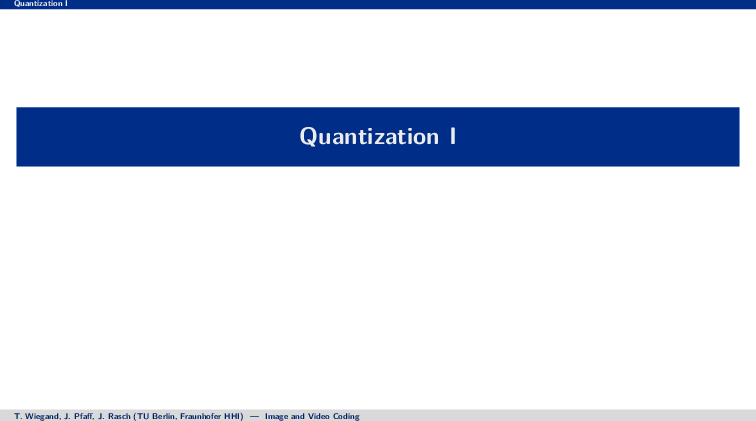 Quantization I
Quantization I
T. Wiegand, J. Pfaff, J. Rasch (TU Berlin, Fraunhofer HHI) — Image and Video Coding